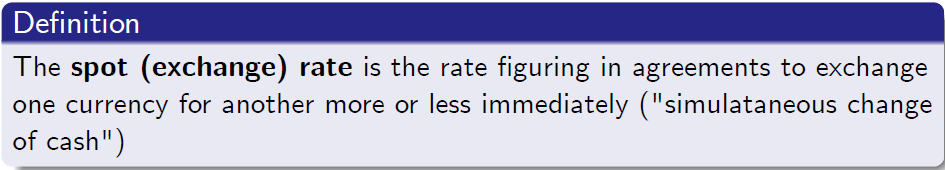 Definition
The spot (exchange) rate is the rate figuring in agreements to exchange
one currency for another more or less immediately ("simulataneous change
of cash")